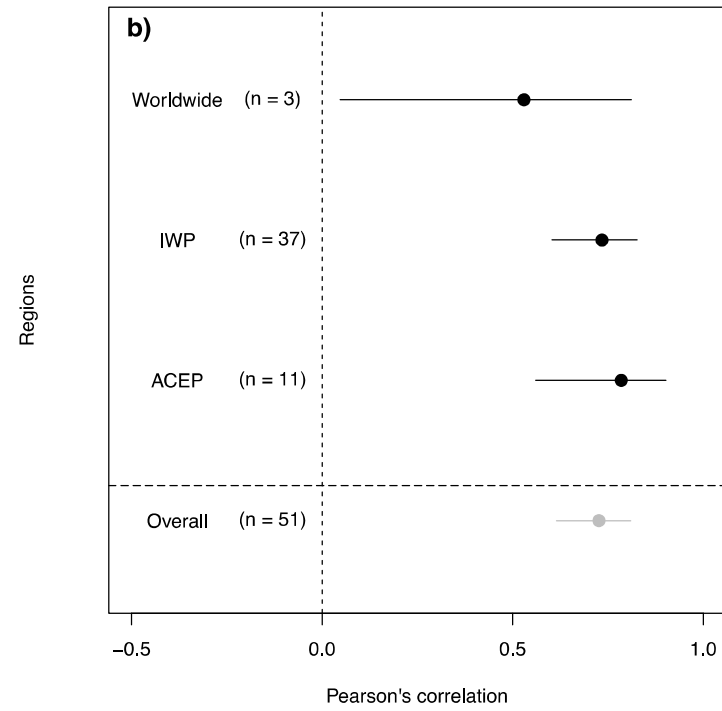 b)
Worldwide (n = 3)
IWP (n = 37)
Regions
ACEP (n = 11)
Overall (n = 51)
−0.5 0.0 0.5 1.0
Pearson's correlation